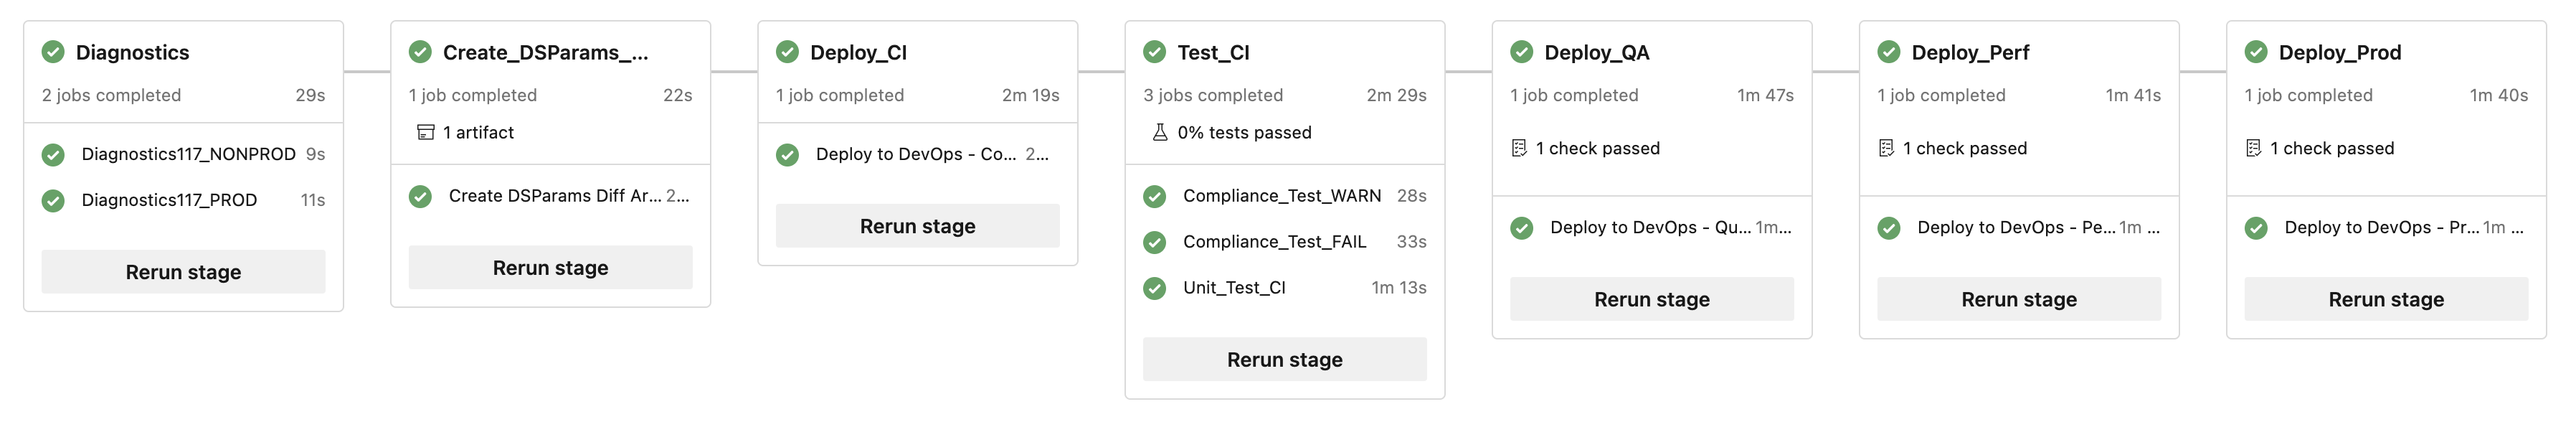 Diagnostics
2 jobs completed 29s
Diagnostics117_NONPROD 9s
Diagnostics117_PROD 11s
Rerun stage
Create_DSParams_...
1 job completed 22s
1 artifact
Create DSParams Diff Ar... 2...
Rerun stage
Deploy_CI
1 job completed 2m 19s
Deploy to DevOps - Co... 2...
Rerun stage
Test_CI
3 jobs completed 2m 29s
0% tests passed
Compliance_Test_WARN 28s
Compliance_Test_FAIL 33s
Unit_Test_CI 1m 13s
Rerun stage
Deploy_QA
1 job completed 1m 47s
1 check passed
Deploy to DevOps - Qu... 1m...
Rerun stage
Deploy_Perf
1 job completed 1m 41s
1 check passed
Deploy to DevOps - Pe... 1m ...
Rerun stage
Deploy_Prod
1 job completed 1m 40s
1 check passed
Deploy to DevOps - Pr... 1m ...
Rerun stage